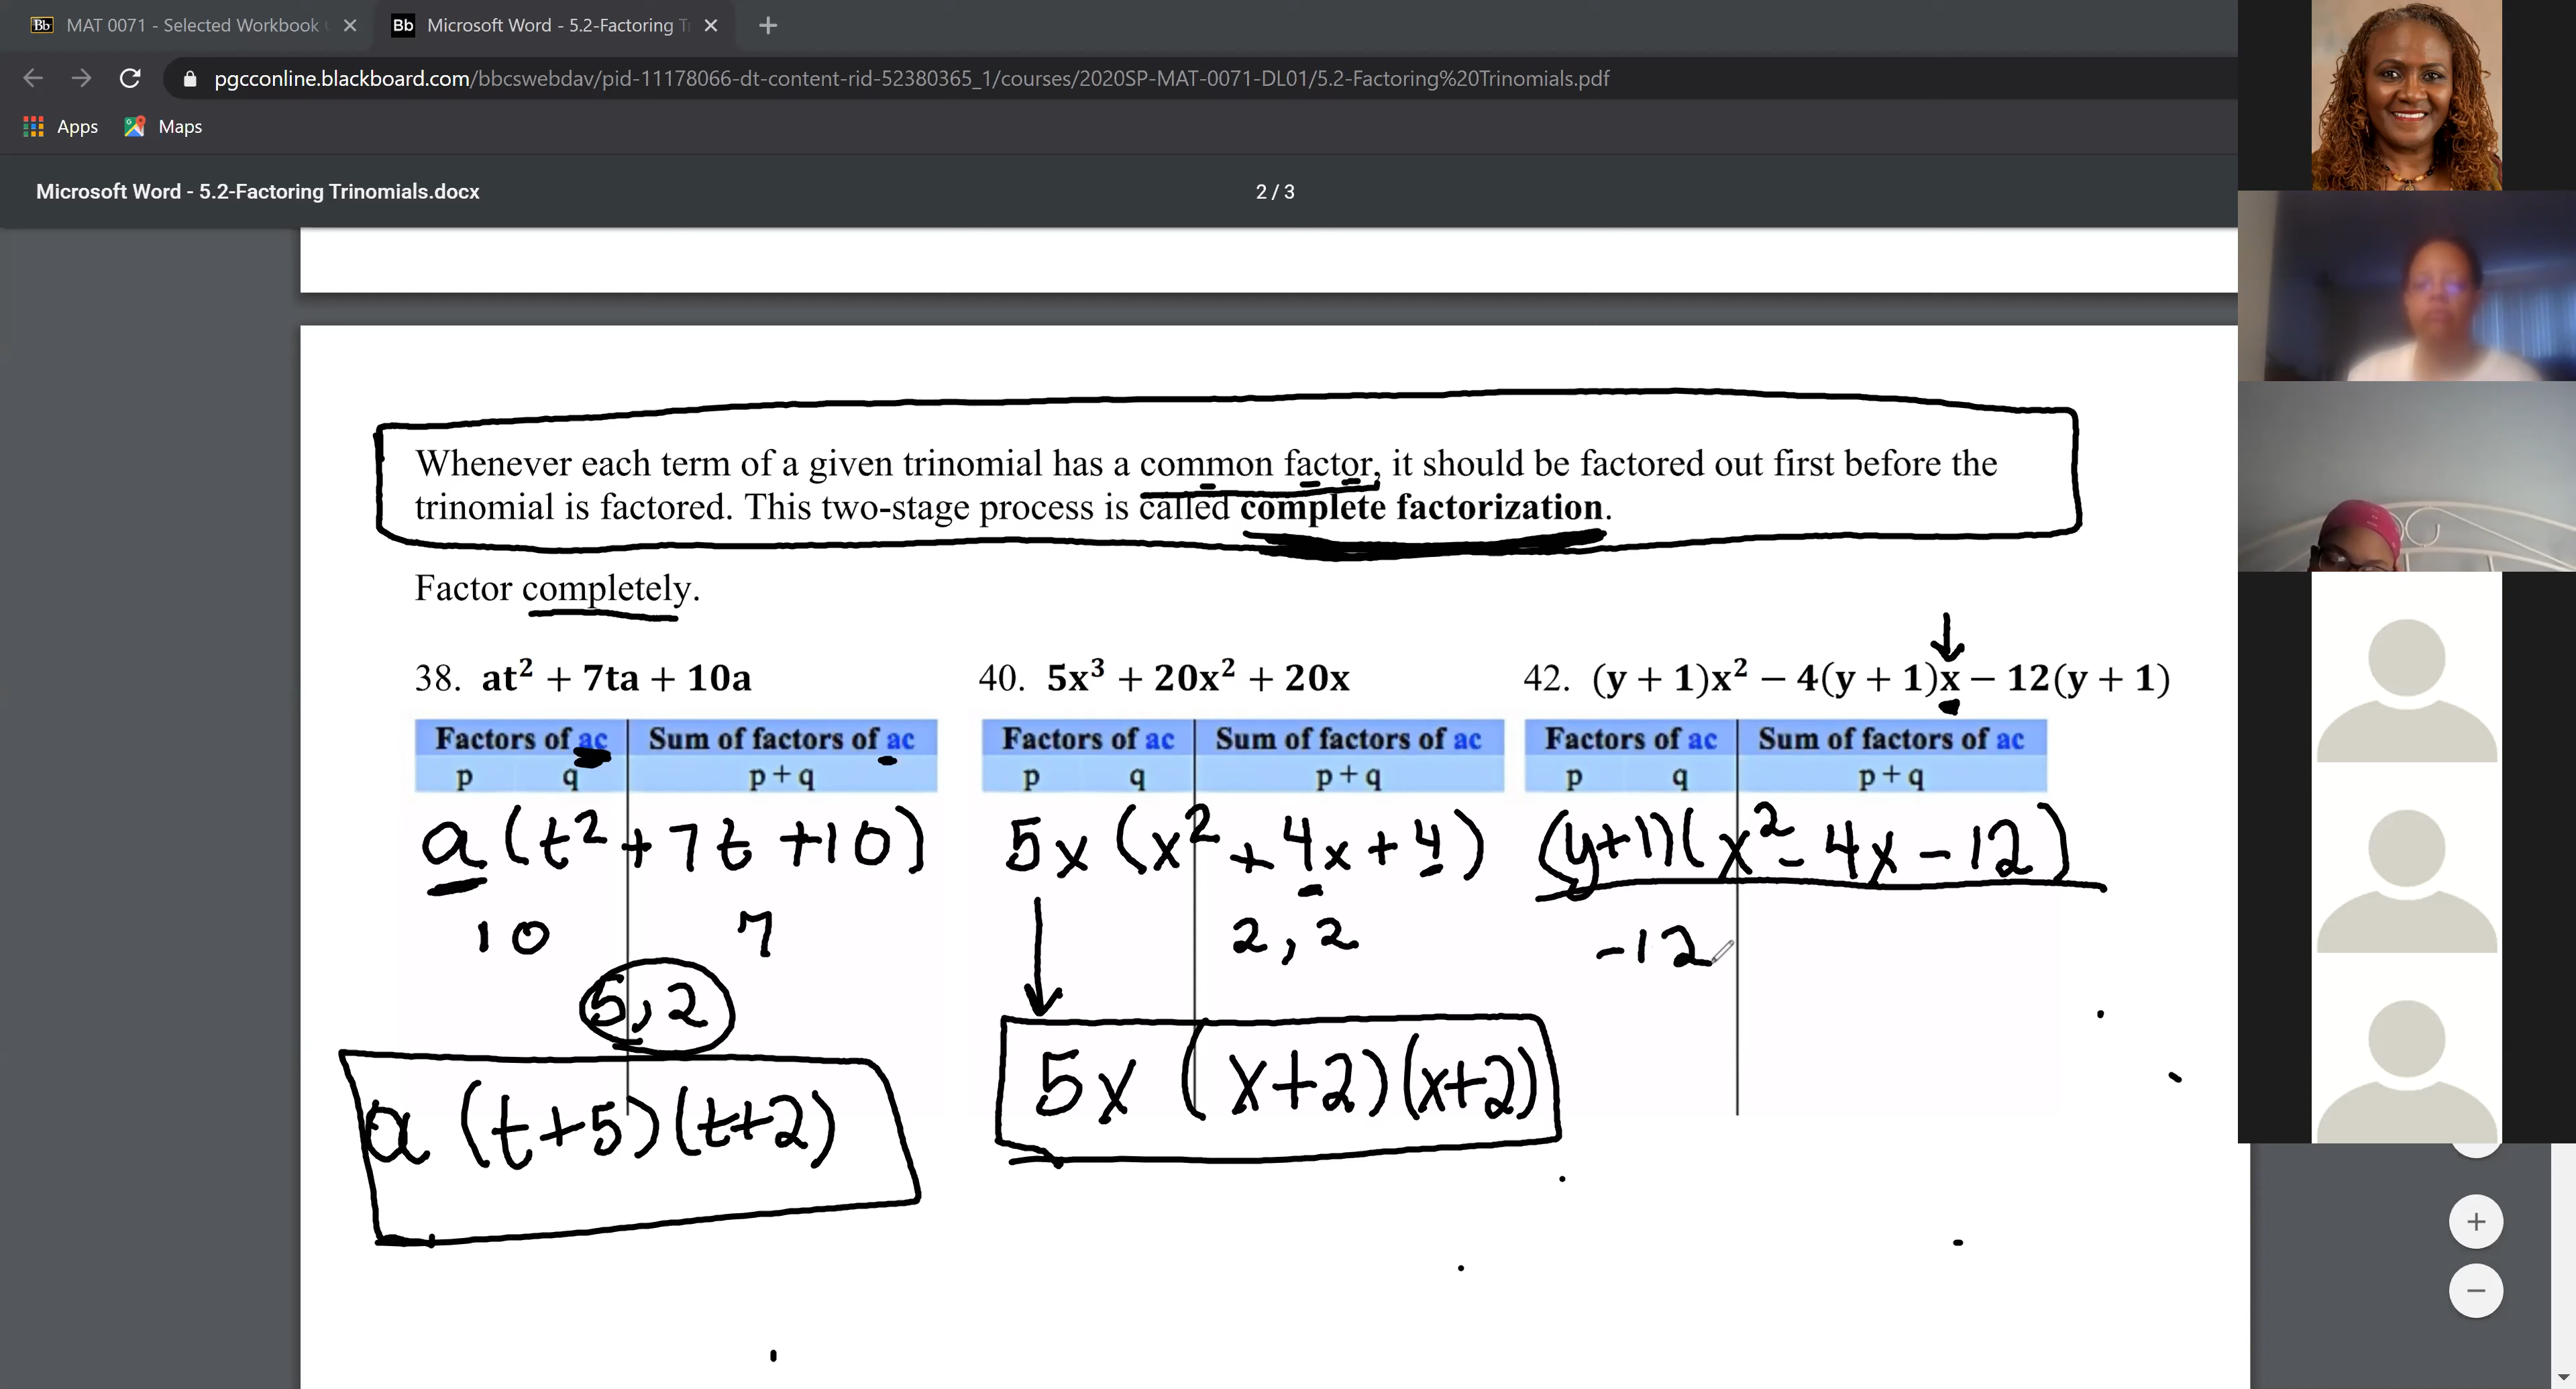 Bb MAT 0071 - Selected Workbook
Bb Microsoft Word - 5.2-Factoring
pgcconline.blackboard.com/bbcswebdav/pid-11178066-dt-content-rid-52380365_1/courses/2020SP-MAT-0071-DL01/5.2-Factoring%20Trinomials.pdf
Apps Maps
Microsoft Word - 5.2-Factoring Trinomials.docx 2 / 3
Whenever each term of a given trinomial has a common factor, it should be factored out first before the
trinomial is factored. This two-stage process is called complete factorization.
Factor completely.
38. at² + 7ta + 10a
Factors of ac Sum of factors of ac
p q p + q
a (t² + 7t + 10)
10 7
5, 2
a (t+5)(t+2)
40. 5x³ + 20x² + 20x
Factors of ac Sum of factors of ac
p q p + q
5x (x² + 4x + 4)
2, 2
5x (x+2)(x+2)
42. (y + 1)x² − 4(y + 1)x − 12(y + 1)
Factors of ac Sum of factors of ac
p q p + q
(y+1)(x² - 4x - 12)
-12